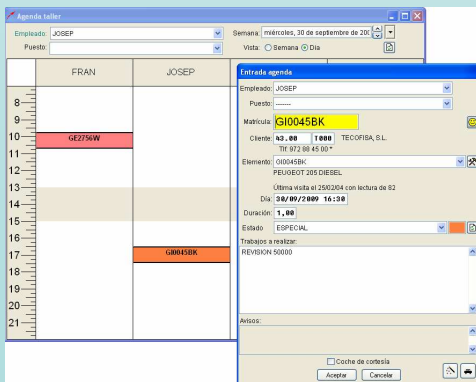 Agenda taller
Empleado: JOSEP
Semana: miércoles, 30 de septiembre de 200
Puesto:
Vista: Semana Día
FRAN JOSEP
8
9
10
11
12
13
14
15
16
17
18
19
20
21
GE2756W
GI0045BK
Entrada agenda
Empleado: JOSEP
Puesto: -------
Matrícula: GI0045BK
Cliente: 43.00 1000 TECOFISA, S.L.
Tlf: 972 88 45 00 *
Elemento: GI0045BK
PEUGEOT 205 DIESEL
Última visita el 25/02/04 con lectura de 82
Día: 30/09/2009 16:30
Duración: 1,00
Estado ESPECIAL
Trabajos a realizar:
REVISION 50000
Avisos:
Coche de cortesía
Aceptar Cancelar